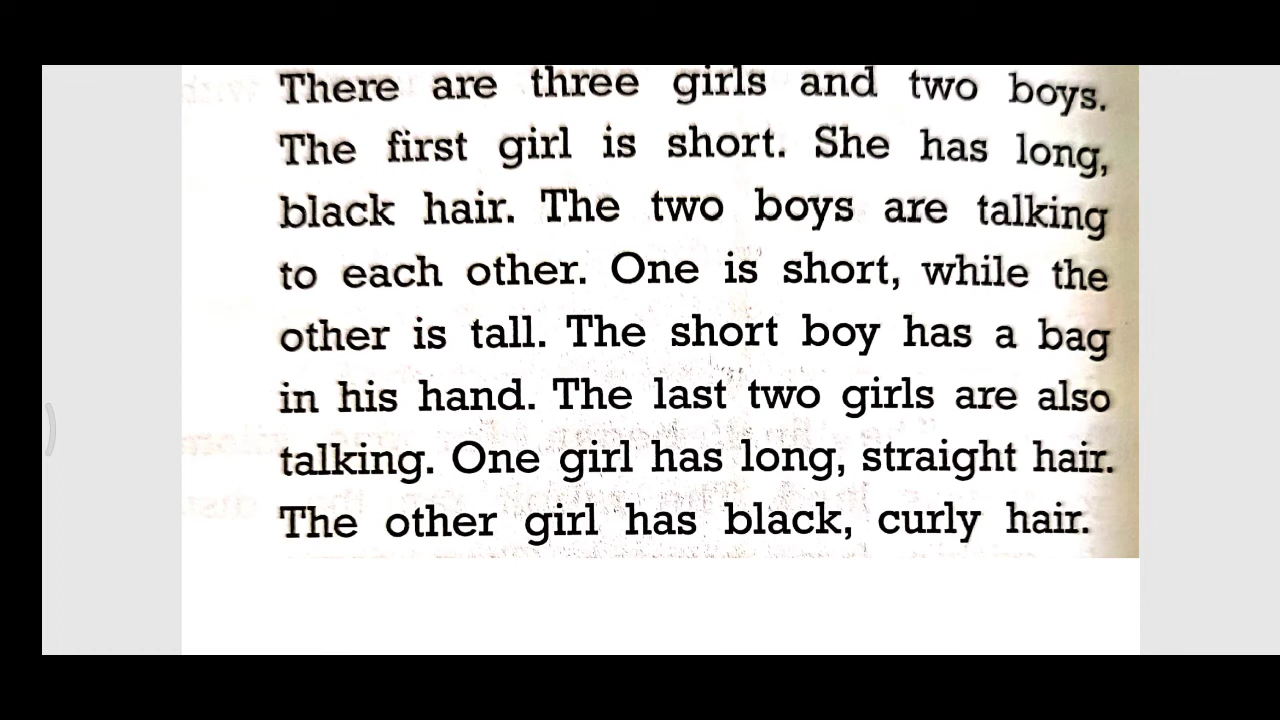 There are three girls and two boys.
The first girl is short. She has long,
black hair. The two boys are talking
to each other. One is short, while the
other is tall. The short boy has a bag
in his hand. The last two girls are also
talking. One girl has long, straight hair.
The other girl has black, curly hair.